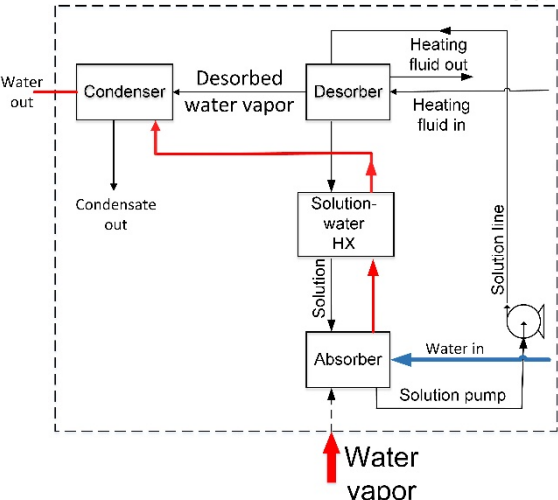 Heating
fluid out
Water
out
Condenser
Desorbed
water vapor
Desorber
Heating
fluid in
Condensate
out
Solution-
water
HX
Solution line
Solution
Absorber
Water in
Solution pump
Water
vapor